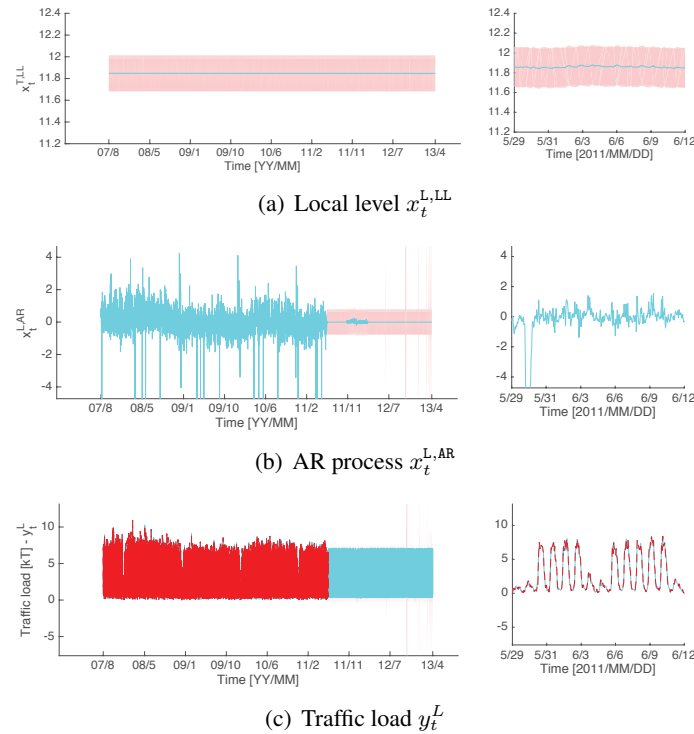 12.4
12.2
12
11.8
11.6
11.4
11.2
x_t^{T,LL}
07/8 08/5 09/1 09/10 10/6 11/2 11/11 12/7 13/4
Time [YY/MM]
12.4
12.2
12
11.8
11.6
11.4
11.2
5/29 5/31 6/3 6/6 6/9 6/12
Time [2011/MM/DD]
(a) Local level x_t^{L,LL}
4
2
0
-2
-4
x_t^{L,AR}
07/8 08/5 09/1 09/10 10/6 11/2 11/11 12/7 13/4
Time [YY/MM]
4
2
0
-2
-4
5/29 5/31 6/3 6/6 6/9 6/12
Time [2011/MM/DD]
(b) AR process x_t^{L,AR}
10
5
0
-5
Traffic load [kT] - y_t^L
07/8 08/5 09/1 09/10 10/6 11/2 11/11 12/7 13/4
Time [YY/MM]
10
5
0
-5
5/29 5/31 6/3 6/6 6/9 6/12
Time [2011/MM/DD]
(c) Traffic load y_t^L